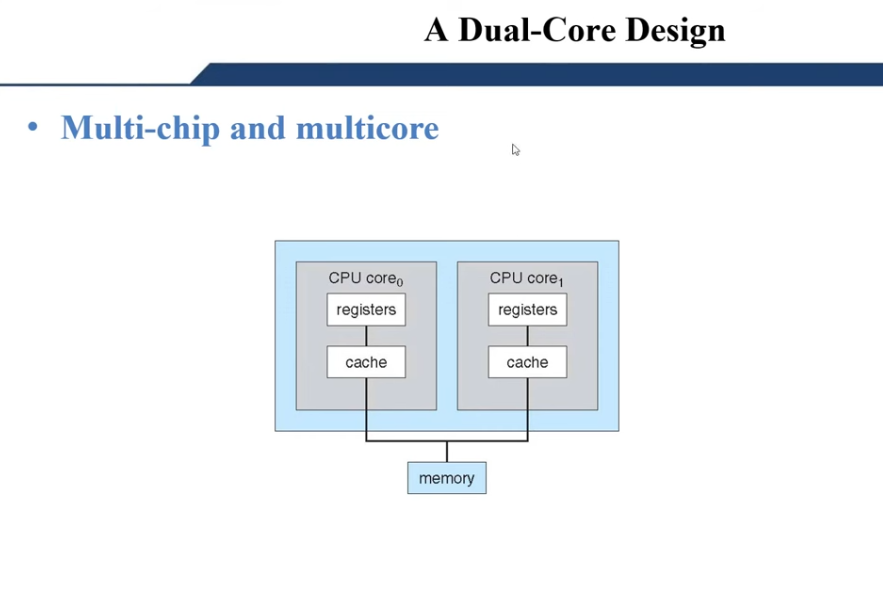 A Dual-Core Design
• Multi-chip and multicore
CPU core₀
CPU core₁
registers
registers
cache
cache
memory